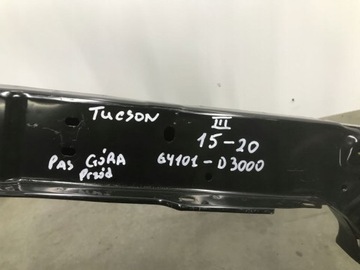 TUCSON III
15-20
PAS GÓRA 64101-D3000
Przód